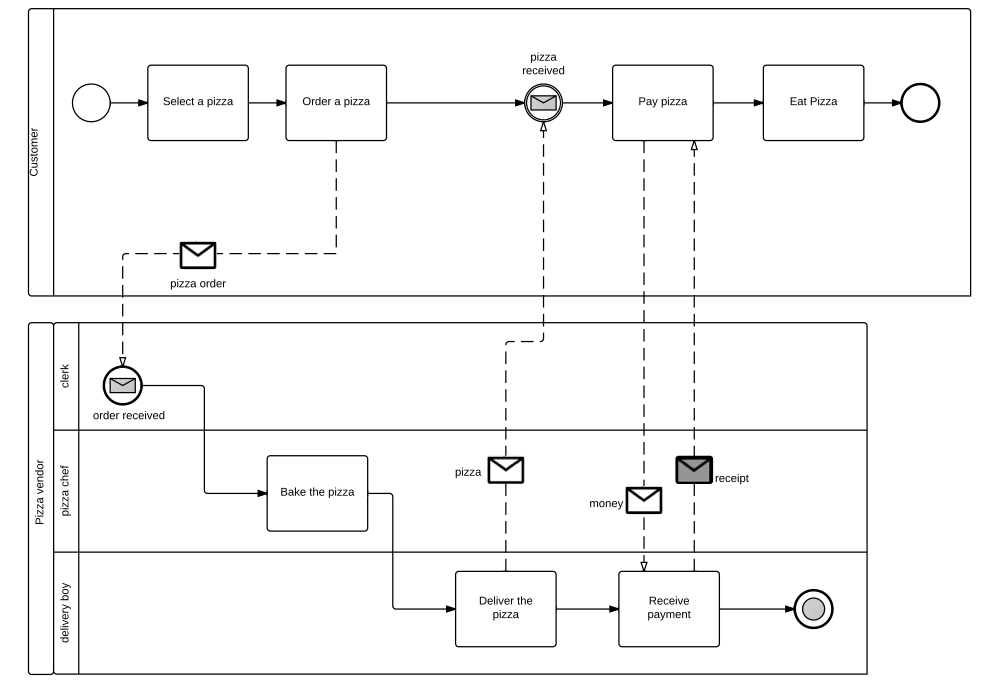 Customer
Select a pizza
Order a pizza
pizza
received
Pay pizza
Eat Pizza
pizza order
Pizza vendor
clerk
order received
pizza chef
Bake the pizza
pizza
money
receipt
delivery boy
Deliver the
pizza
Receive
payment